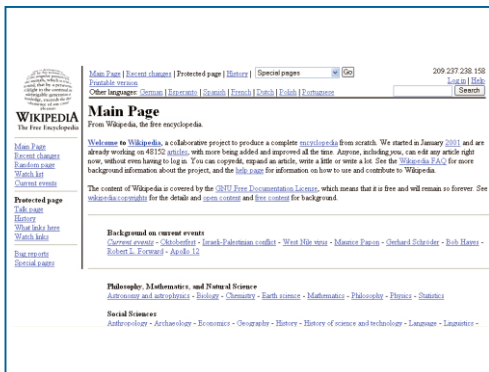 Main Page | Recent changes | Protected page | History | Special pages Go
Printable version
Other languages: German | Esperanto | Spanish | French | Dutch | Polish | Portuguese
209.237.238.158
Log in | Help
Search
WIKIPEDIA
The Free Encyclopedia
Main Page
Recent changes
Random page
Watch list
Current events
Protected page
Talk page
History
What links here
Watch links
Bug reports
Special pages
Main Page
From Wikipedia, the free encyclopedia.
Welcome to Wikipedia, a collaborative project to produce a complete encyclopedia from scratch. We started in January 2001 and are
already working on 48152 articles, with more being added and improved all the time. Anyone, including you, can edit any article right
now, without even having to log in. You can copyedit, expand an article, write a little or write a lot. See the Wikipedia FAQ for more
background information about the project, and the help page for information on how to use and contribute to Wikipedia.
The content of Wikipedia is covered by the GNU Free Documentation License, which means that it is free and will remain so forever. See
wikipedia copyrights for the details and open content and free content for background.
Background on current events
Current events - Oktoberfest - Israeli-Palestinian conflict - West Nile virus - Maurice Papon - Gerhard Schroder - Bob Hayes -
Robert L. Forward - Apollo 12
Philosophy, Mathematics, and Natural Science
Astronomy and astrophysics - Biology - Chemistry - Earth science - Mathematics - Philosophy - Physics - Statistics
Social Sciences
Anthropology - Archaeology - Economics - Geography - History - History of science and technology - Language - Linguistics -